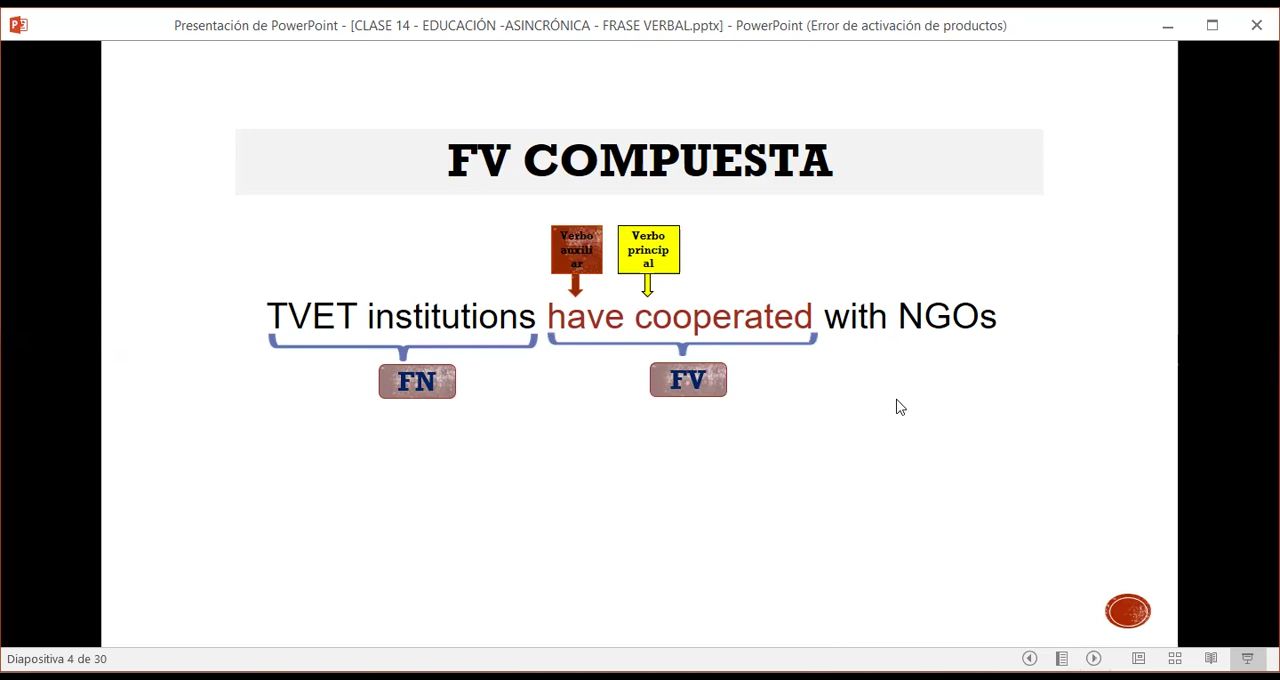 Presentación de PowerPoint - [CLASE 14 - EDUCACIÓN -ASINCRÓNICA - FRASE VERBAL.pptx] - PowerPoint (Error de activación de productos)
FV COMPUESTA
Verbo
auxili
ar
Verbo
princip
al
TVET institutions have cooperated with NGOs
FN
FV
Diapositiva 4 de 30